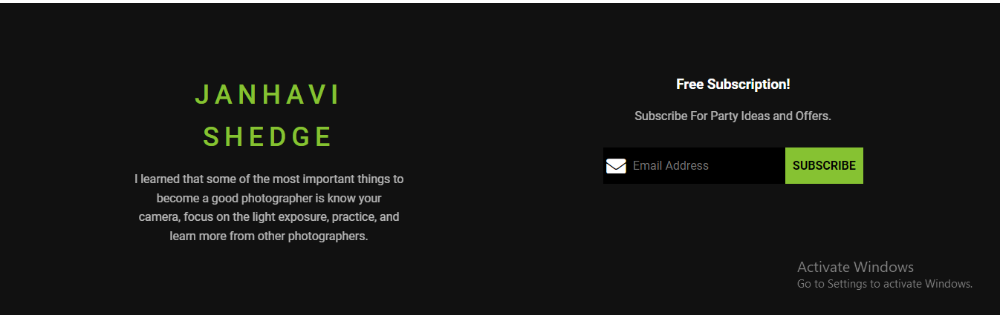 JANHAVI
SHEDGE
I learned that some of the most important things to
become a good photographer is know your
camera, focus on the light exposure, practice, and
learn more from other photographers.
Free Subscription!
Subscribe For Party Ideas and Offers.
Email Address
SUBSCRIBE
Activate Windows
Go to Settings to activate Windows.